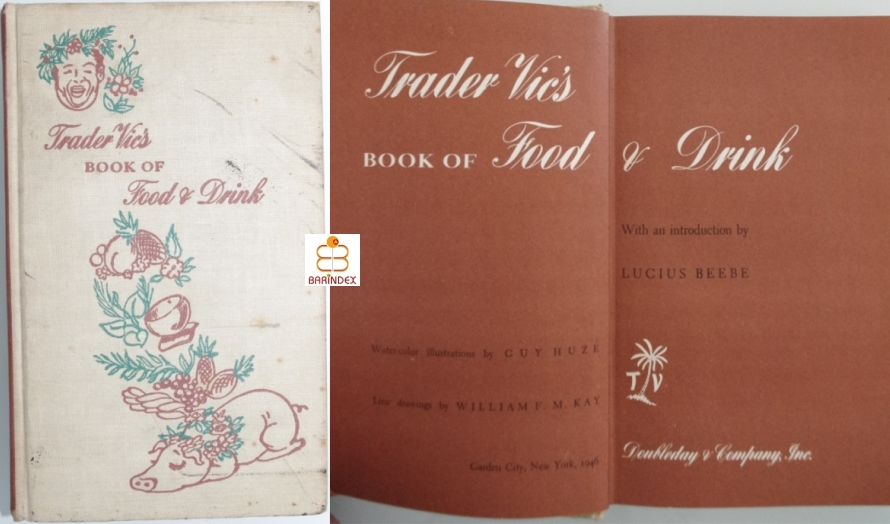 Trader Vic's
BOOK OF
Food & Drink
BARINDEX
Trader Vic's
BOOK OF Food & Drink
With an introduction by
LUCIUS BEEBE
Water-color illustrations by GUY HUZE
Line drawings by WILLIAM F. M. KAY
TV
Garden City, New York, 1946
Doubleday & Company, Inc.